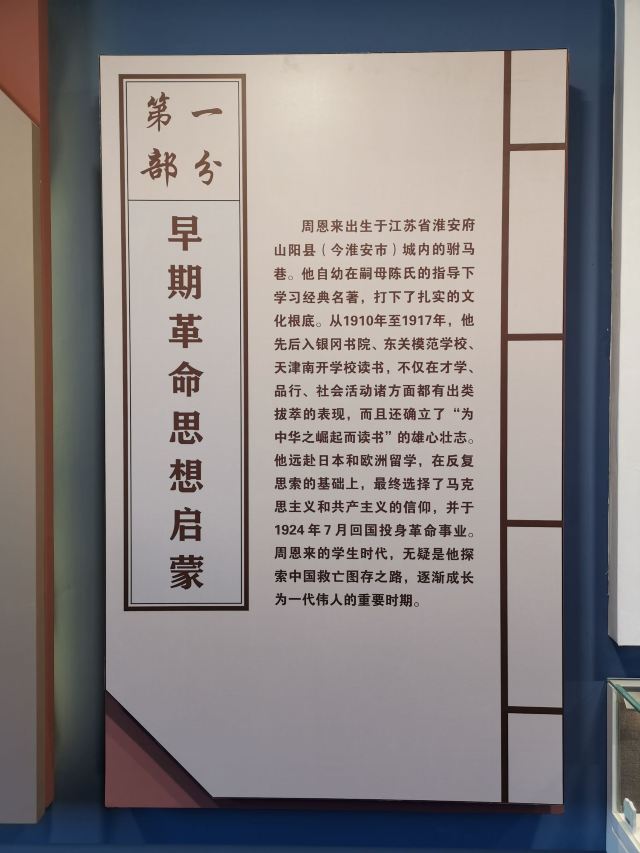 第一
部分
早期革命思想启蒙
周恩来出生于江苏省淮安府
山阳县（今淮安市）城内的驸马
巷。他自幼在嗣母陈氏的指导下
学习经典名著，打下了扎实的文
化根底。从1910年至1917年，他
先后入银冈书院、东关模范学校、
天津南开学校读书，不仅在才学、
品行、社会活动诸方面都有出类
拔萃的表现，而且还确立了“为
中华之崛起而读书”的雄心壮志。
他远赴日本和欧洲留学，在反复
思索的基础上，最终选择了马克
思主义和共产主义的信仰，并于
1924年7月回国投身革命事业。
周恩来的学生时代，无疑是他探
索中国救亡图存之路，逐渐成长
为一代伟人的重要时期。